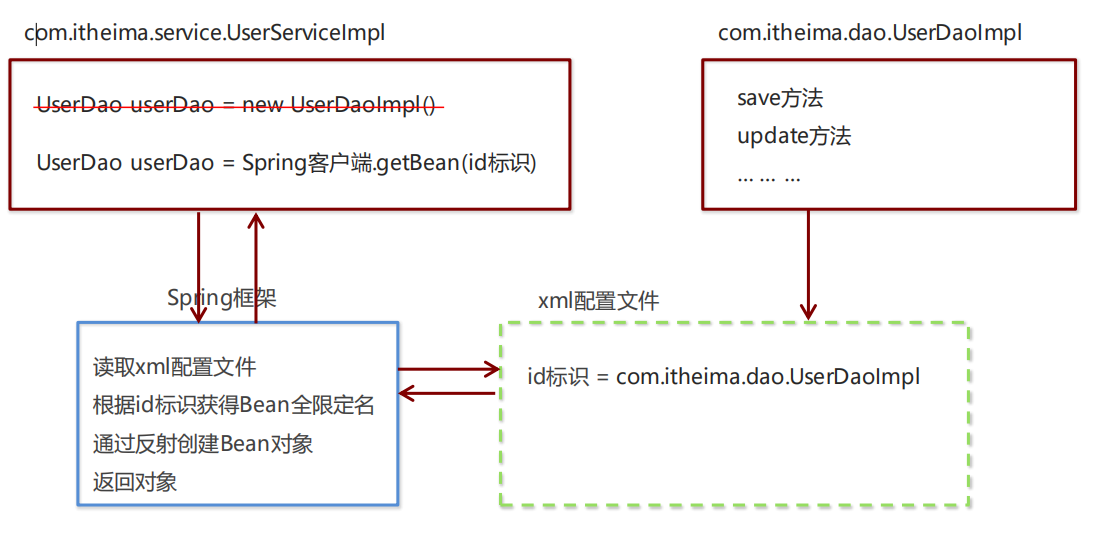 com.itheima.service.UserServiceImpl
UserDao userDao = new UserDaoImpl()
UserDao userDao = Spring客户端.getBean(id标识)
com.itheima.dao.UserDaoImpl
save方法
update方法
... ... ...
Spring框架
读取xml配置文件
根据id标识获得Bean全限定名
通过反射创建Bean对象
返回对象
xml配置文件
id标识 = com.itheima.dao.UserDaoImpl